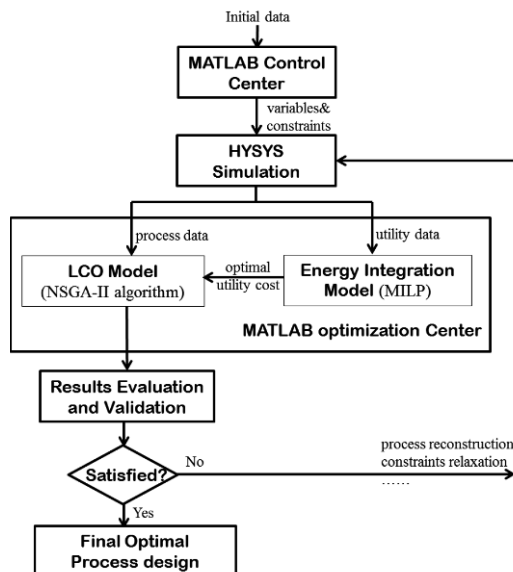 Initial data
MATLAB Control
Center
variables&
constraints
HYSYS
Simulation
process data
utility data
LCO Model
(NSGA-II algorithm)
optimal
utility cost
Energy Integration
Model (MILP)
MATLAB optimization Center
Results Evaluation
and Validation
Satisfied?
No
process reconstruction
constraints relaxation
......
Yes
Final Optimal
Process design